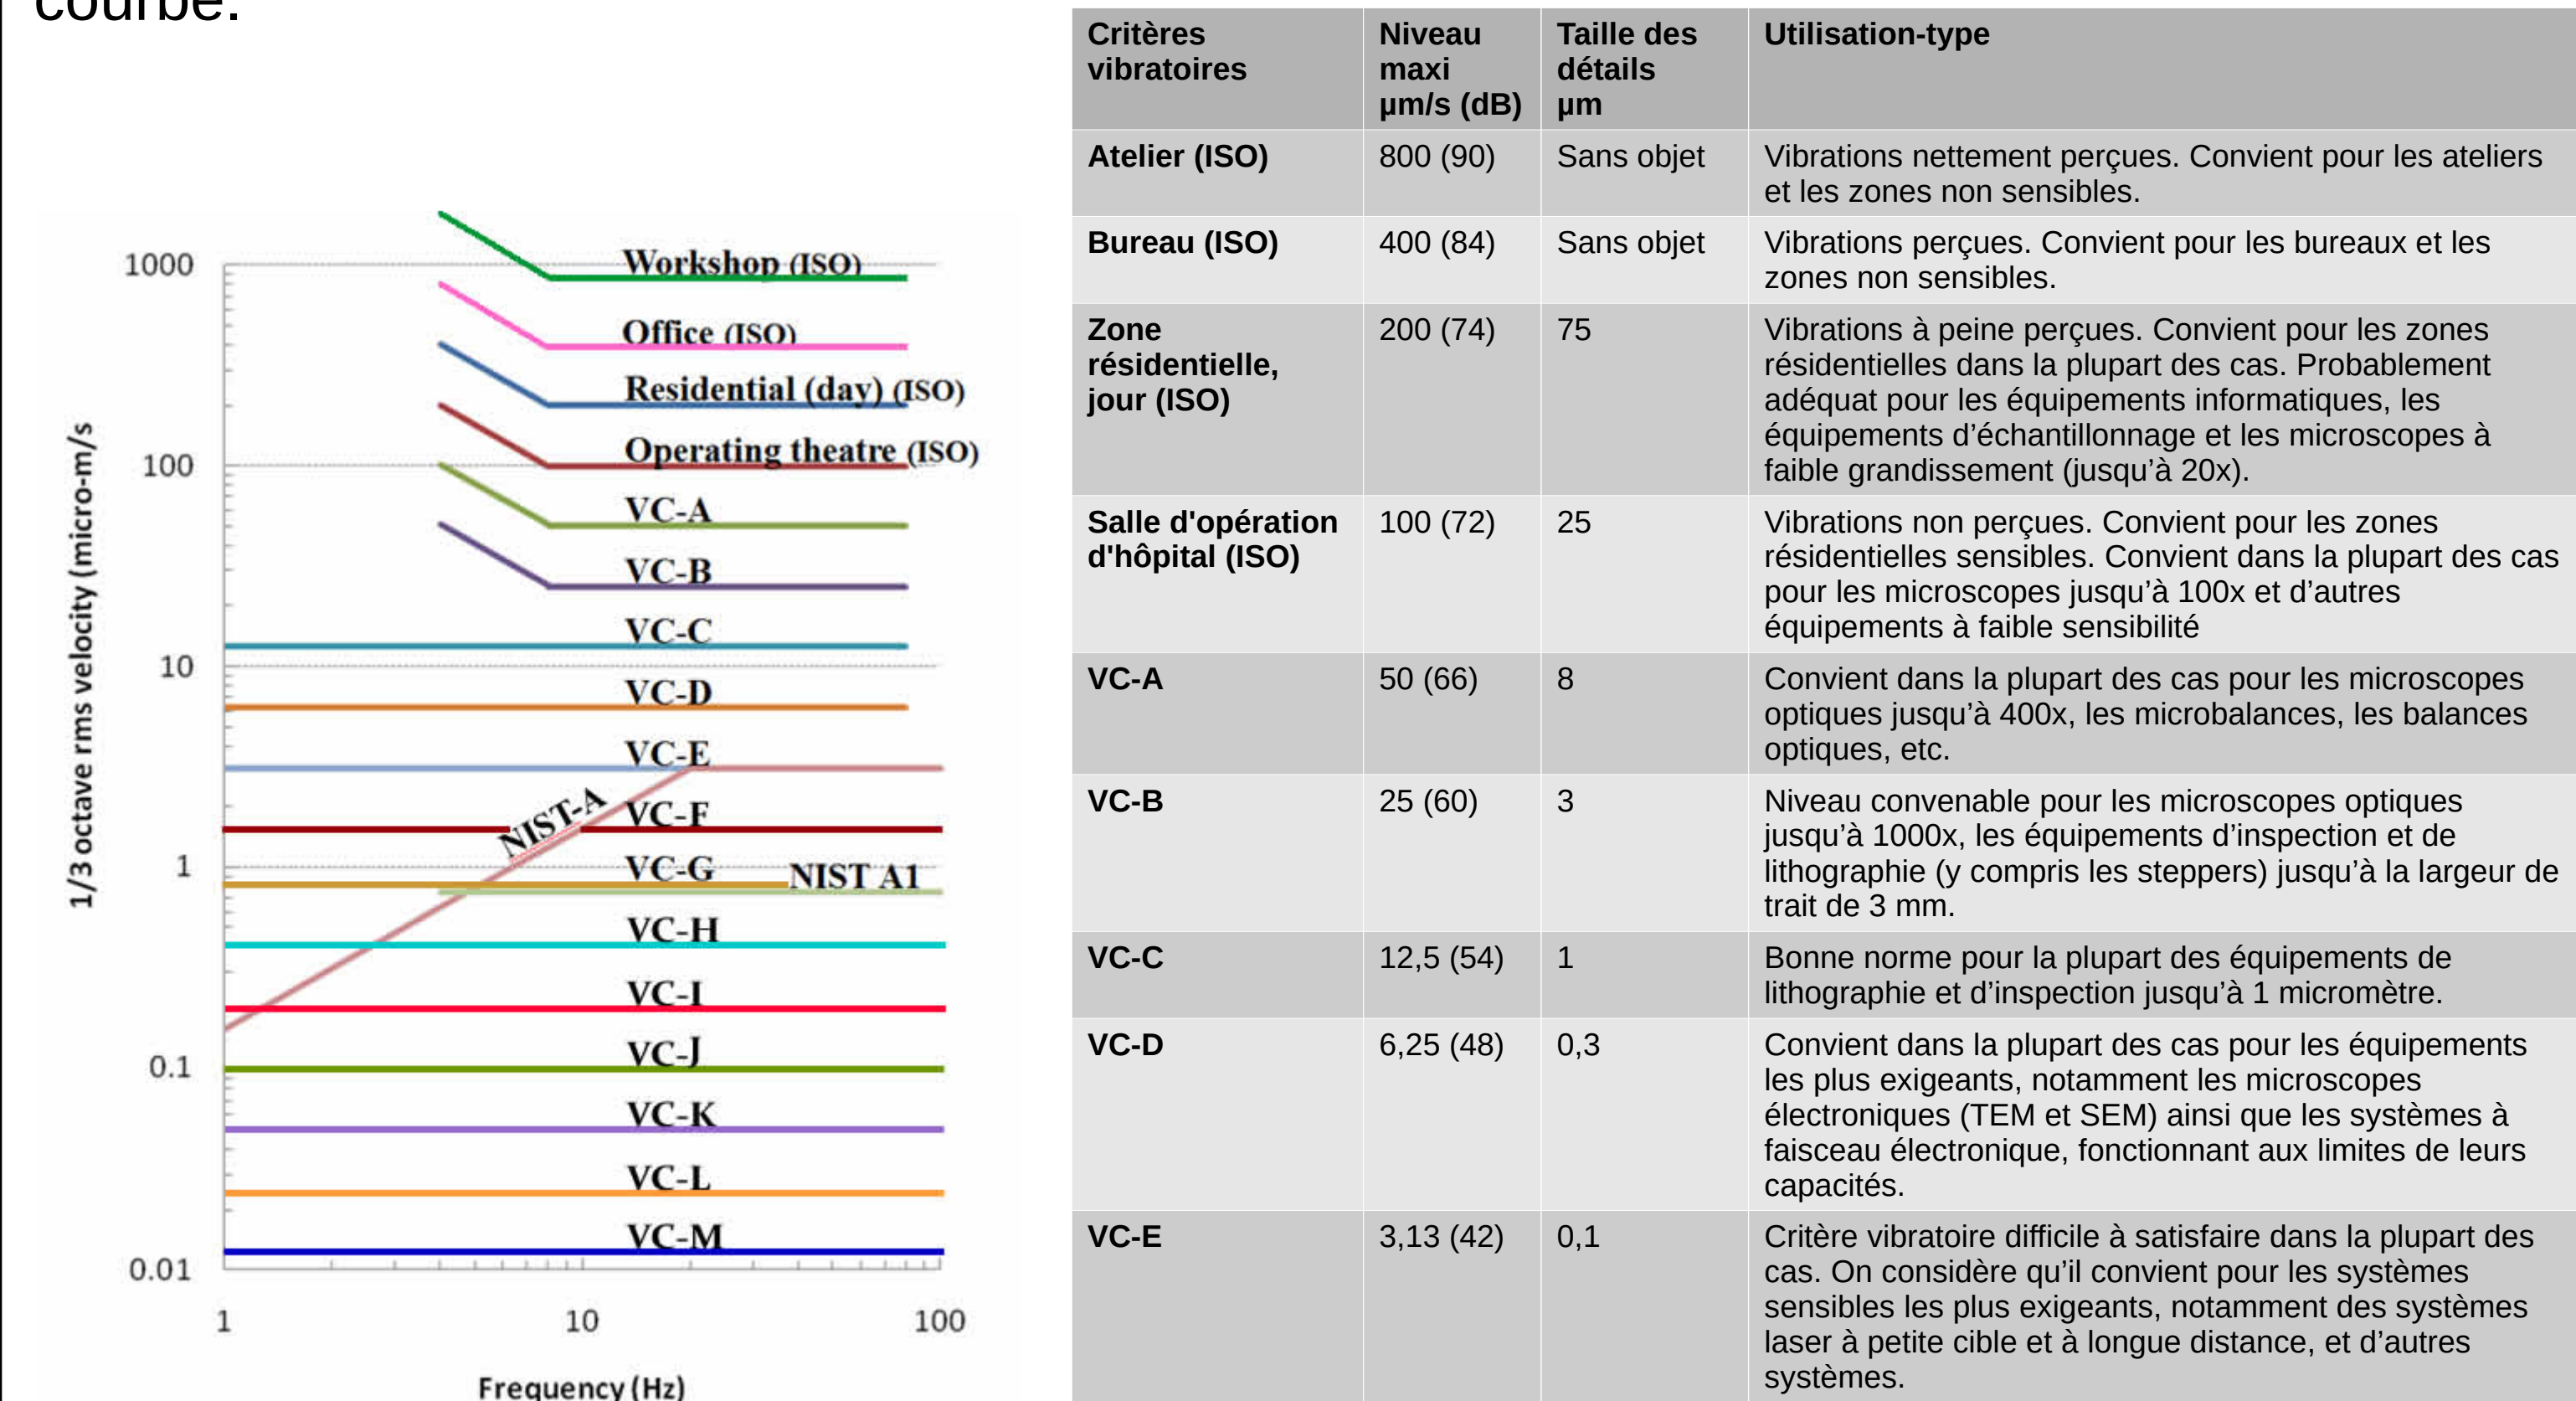 courbe.
1/3 octave rms velocity (micro-m/s
1000
100
10
1
0.1
0.01
Workshop (ISO)
Office (ISO)
Residential (day) (ISO)
Operating theatre (ISO)
VC-A
VC-B
VC-C
VC-D
VC-E
NIST-A
VC-F
VC-G
NIST A1
VC-H
VC-I
VC-J
VC-K
VC-L
VC-M
1
10
100
Frequency (Hz)
Critères
vibratoires
Niveau
maxi
µm/s (dB)
Taille des
détails
µm
Utilisation-type
Atelier (ISO)
800 (90)
Sans objet
Vibrations nettement perçues. Convient pour les ateliers
et les zones non sensibles.
Bureau (ISO)
400 (84)
Sans objet
Vibrations perçues. Convient pour les bureaux et les
zones non sensibles.
Zone
résidentielle,
jour (ISO)
200 (74)
75
Vibrations à peine perçues. Convient pour les zones
résidentielles dans la plupart des cas. Probablement
adéquat pour les équipements informatiques, les
équipements d’échantillonnage et les microscopes à
faible grandissement (jusqu’à 20x).
Salle d'opération
d'hôpital (ISO)
100 (72)
25
Vibrations non perçues. Convient pour les zones
résidentielles sensibles. Convient dans la plupart des cas
pour les microscopes jusqu’à 100x et d’autres
équipements à faible sensibilité
VC-A
50 (66)
8
Convient dans la plupart des cas pour les microscopes
optiques jusqu’à 400x, les microbalances, les balances
optiques, etc.
VC-B
25 (60)
3
Niveau convenable pour les microscopes optiques
jusqu’à 1000x, les équipements d’inspection et de
lithographie (y compris les steppers) jusqu’à la largeur de
trait de 3 mm.
VC-C
12,5 (54)
1
Bonne norme pour la plupart des équipements de
lithographie et d’inspection jusqu’à 1 micromètre.
VC-D
6,25 (48)
0,3
Convient dans la plupart des cas pour les équipements
les plus exigeants, notamment les microscopes
électroniques (TEM et SEM) ainsi que les systèmes à
faisceau électronique, fonctionnant aux limites de leurs
capacités.
VC-E
3,13 (42)
0,1
Critère vibratoire difficile à satisfaire dans la plupart des
cas. On considère qu’il convient pour les systèmes
sensibles les plus exigeants, notamment des systèmes
laser à petite cible et à longue distance, et d’autres
systèmes.